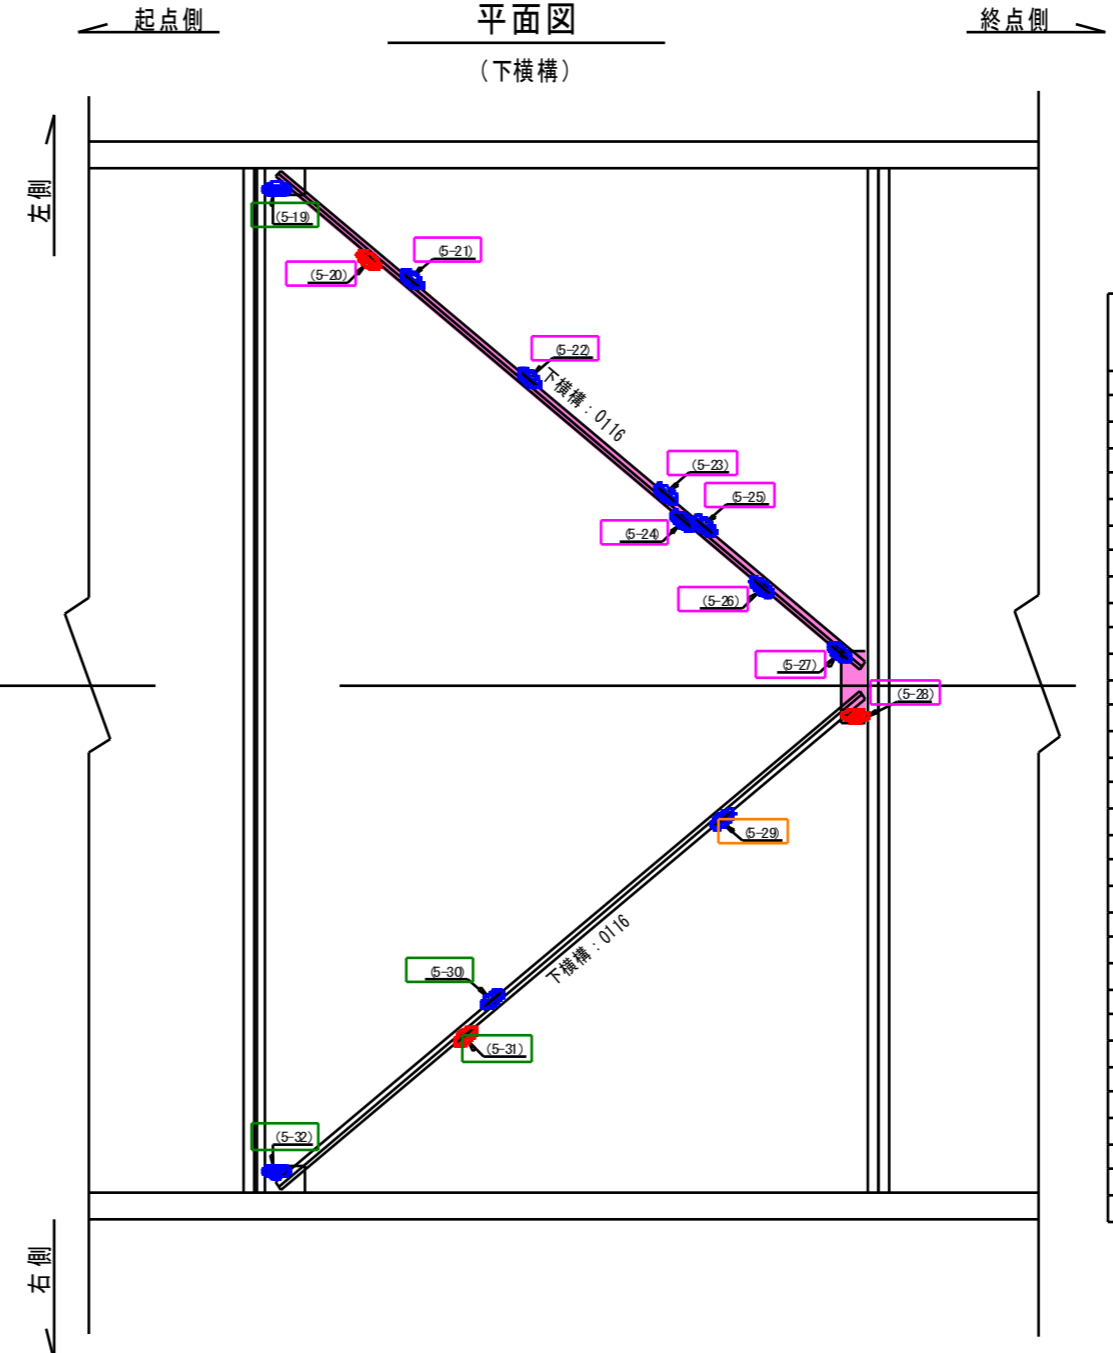 起点側
平面図
終点側
（下横構）
左側
(5-19)
(5-20)
(5-21)
(5-22)
下横構：0116
(5-23)
(5-25)
(5-24)
(5-26)
(5-27)
(5-28)
(5-29)
下横構：0116
(5-30)
(5-31)
(5-32)
右側